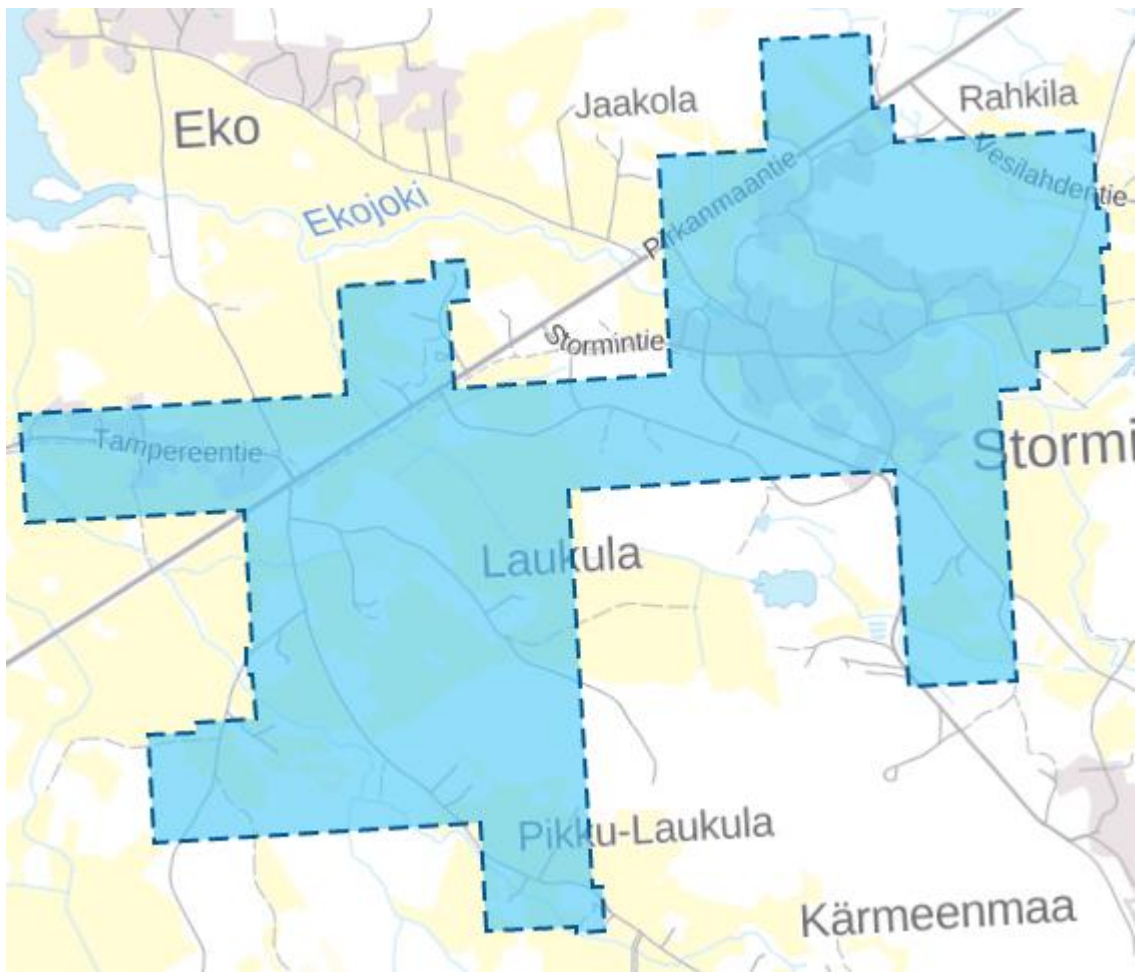 Jaakola
Rahkila
Eko
Vesilahdentie
Ekojoki
Pirkanmaantie
Stormintie
Tampereentie
Stormi
Laukula
Pikku-Laukula
Kärmeenmaa